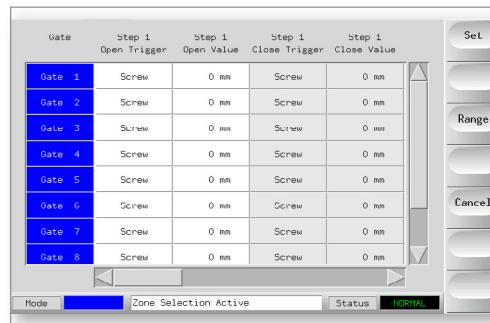 Gate Step 1 Step 1 Step 1 Step 1
Open Trigger Open Value Close Trigger Close Value
Gate 1 Screw 0 mm Screw 0 mm
Gate 2 Screw 0 mm Screw 0 mm
Gate 3 Screw 0 mm Screw 0 mm
Gate 4 Screw 0 mm Screw 0 mm
Gate 5 Screw 0 mm Screw 0 mm
Gate 6 Screw 0 mm Screw 0 mm
Gate 7 Screw 0 mm Screw 0 mm
Gate 8 Screw 0 mm Screw 0 mm
Set
Range
Cancel
Mode Zone Selection Active Status NORMAL